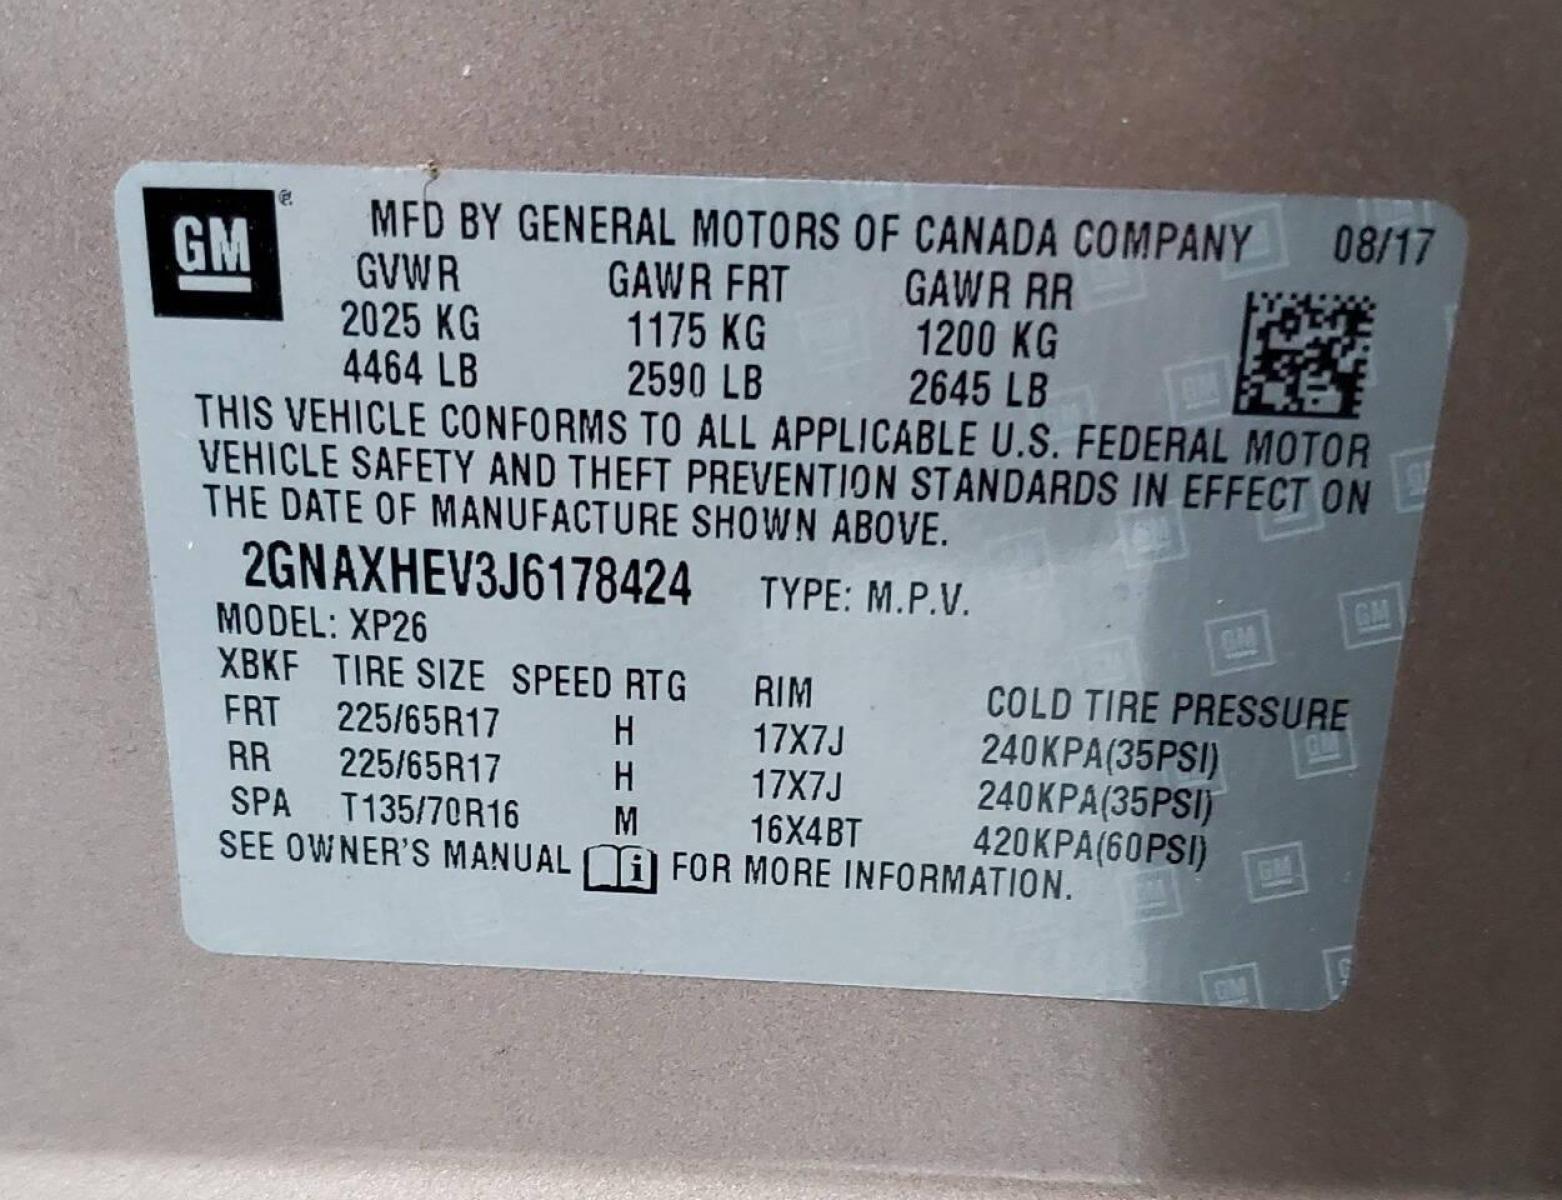 GM ® MFD BY GENERAL MOTORS OF CANADA COMPANY 08/17
GVWR GAWR FRT GAWR RR
2025 KG 1175 KG 1200 KG
4464 LB 2590 LB 2645 LB
THIS VEHICLE CONFORMS TO ALL APPLICABLE U.S. FEDERAL MOTOR
VEHICLE SAFETY AND THEFT PREVENTION STANDARDS IN EFFECT ON
THE DATE OF MANUFACTURE SHOWN ABOVE.
2GNAXHEV3J6178424 TYPE: M.P.V.
MODEL: XP26
XBKF TIRE SIZE SPEED RTG RIM COLD TIRE PRESSURE
FRT 225/65R17 H 17X7J 240KPA(35PSI)
RR 225/65R17 H 17X7J 240KPA(35PSI)
SPA T135/70R16 M 16X4BT 420KPA(60PSI)
SEE OWNER'S MANUAL i FOR MORE INFORMATION.